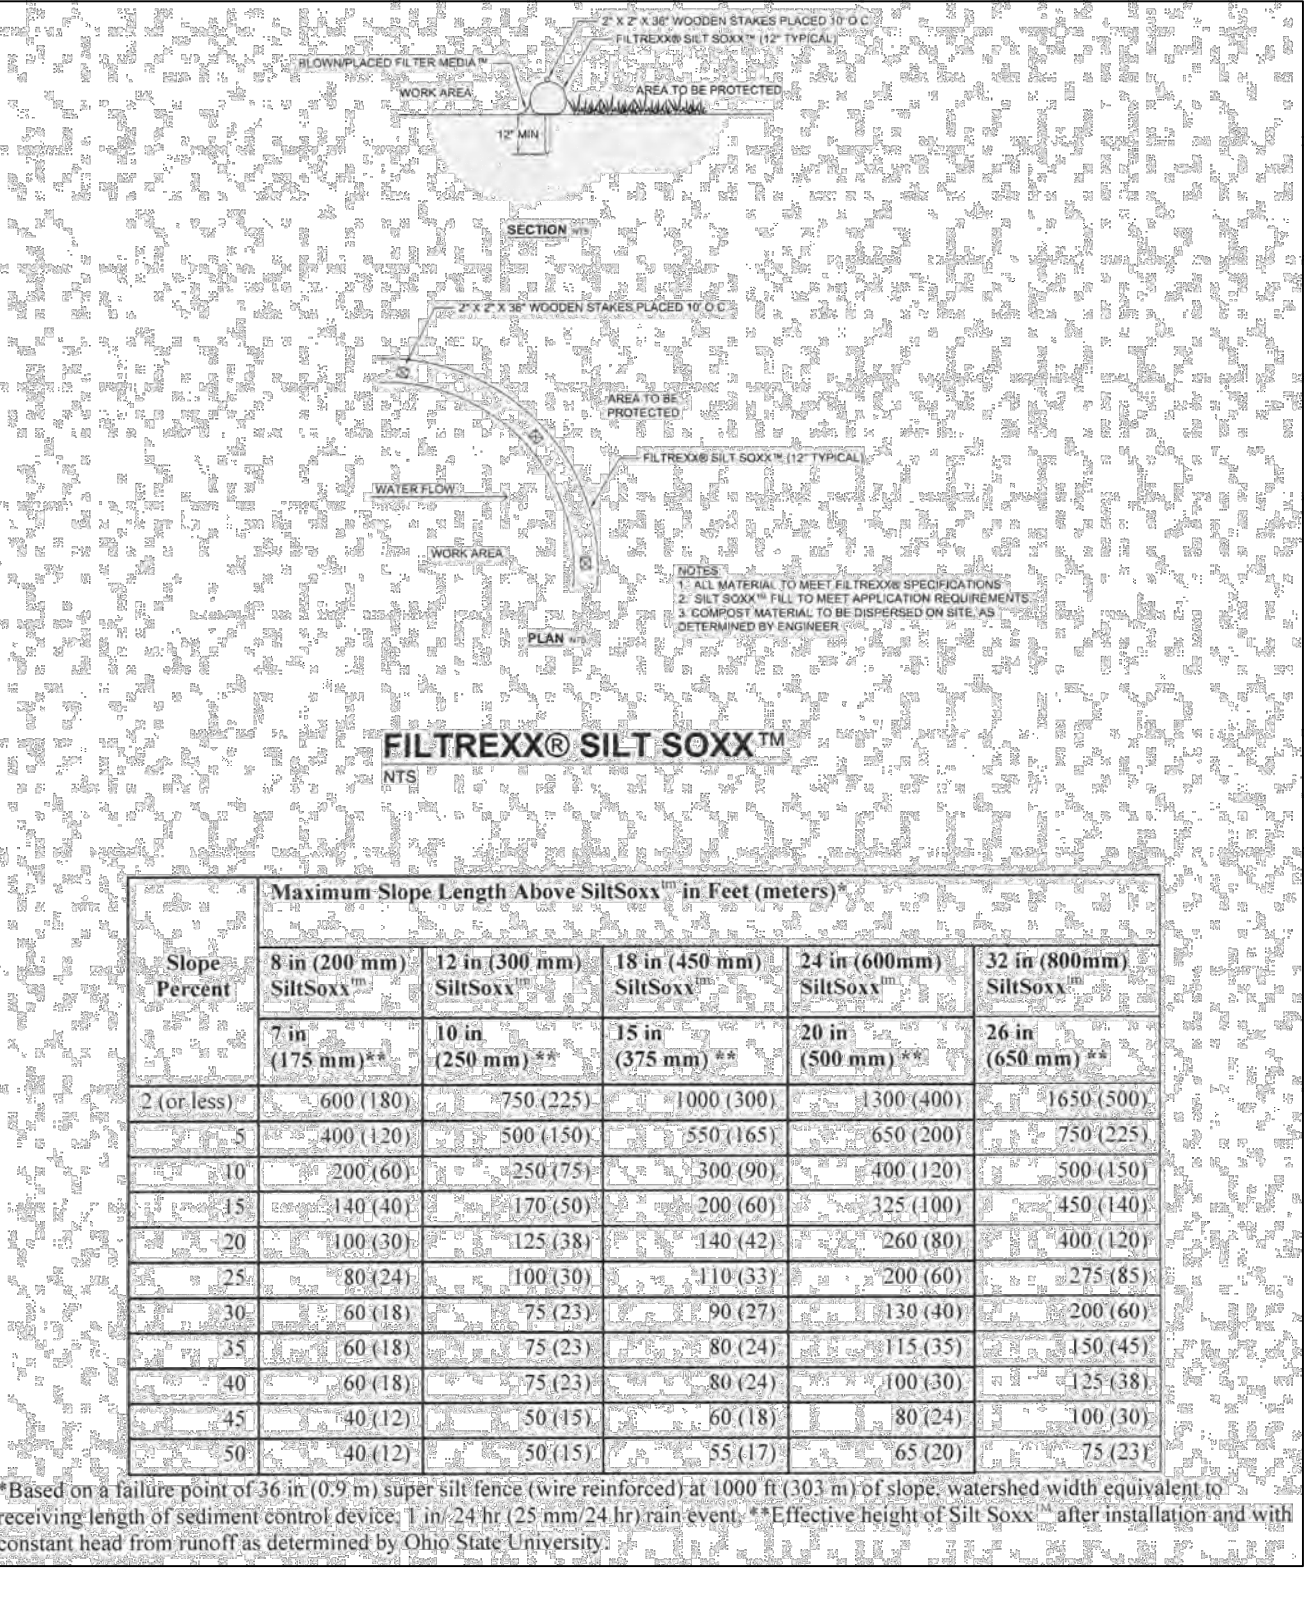 2" X 2" X 36" WOODEN STAKES PLACED 10' O.C.
FILTREXX® SILT SOXX™ (12" TYPICAL)
BLOWN/PLACED FILTER MEDIA™
WORK AREA
AREA TO BE PROTECTED
12" MIN
SECTION NTS
2" X 2" X 36" WOODEN STAKES PLACED 10' O.C.
AREA TO BE
PROTECTED
FILTREXX® SILT SOXX™ (12" TYPICAL)
WATER FLOW
WORK AREA
NOTES:
1. ALL MATERIAL TO MEET FILTREXX® SPECIFICATIONS
2. SILT SOXX™ FILL TO MEET APPLICATION REQUIREMENTS.
3. COMPOST MATERIAL TO BE DISPERSED ON SITE, AS
DETERMINED BY ENGINEER
PLAN NTS
FILTREXX® SILT SOXX™
NTS
Maximum Slope Length Above SiltSoxx™ in Feet (meters)*
Slope Percent
8 in (200 mm) SiltSoxx™
12 in (300 mm) SiltSoxx™
18 in (450 mm) SiltSoxx™
24 in (600mm) SiltSoxx™
32 in (800mm) SiltSoxx™
7 in (175 mm)**
10 in (250 mm) **
15 in (375 mm) **
20 in (500 mm) **
26 in (650 mm) **
2 (or less) 600 (180) 750 (225) 1000 (300) 1300 (400) 1650 (500)
5 400 (120) 500 (150) 550 (165) 650 (200) 750 (225)
10 200 (60) 250 (75) 300 (90) 400 (120) 500 (150)
15 140 (40) 170 (50) 200 (60) 325 (100) 450 (140)
20 100 (30) 125 (38) 140 (42) 260 (80) 400 (120)
25 80 (24) 100 (30) 110 (33) 200 (60) 275 (85)
30 60 (18) 75 (23) 90 (27) 130 (40) 200 (60)
35 60 (18) 75 (23) 80 (24) 115 (35) 150 (45)
40 60 (18) 75 (23) 80 (24) 100 (30) 125 (38)
45 40 (12) 50 (15) 60 (18) 80 (24) 100 (30)
50 40 (12) 50 (15) 55 (17) 65 (20) 75 (23)
*Based on a failure point of 36 in (0.9 m) super silt fence (wire reinforced) at 1000 ft (303 m) of slope, watershed width equivalent to
receiving length of sediment control device, 1 in/ 24 hr (25 mm/24 hr) rain event. **Effective height of Silt Soxx™ after installation and with
constant head from runoff as determined by Ohio State University.